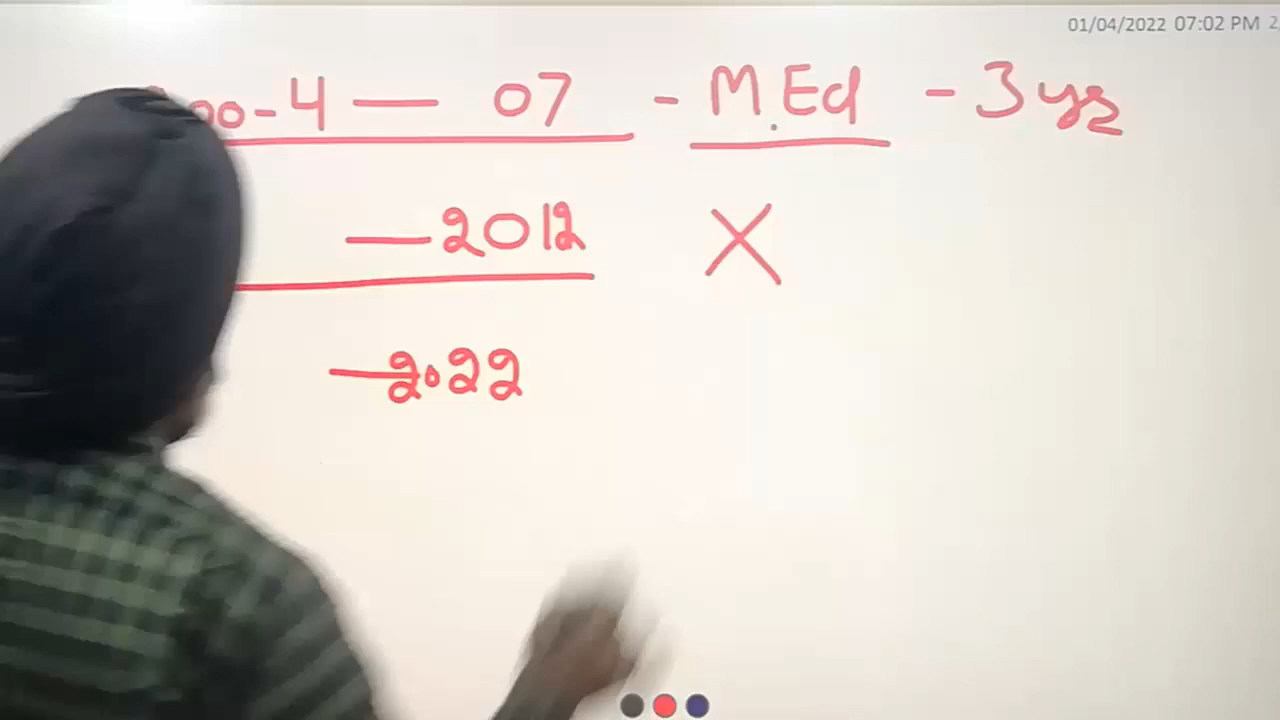 01/04/2022 07:02 PM
-4 — 07 - M.Ed - 3 yrs
— 2012 X
— 2022